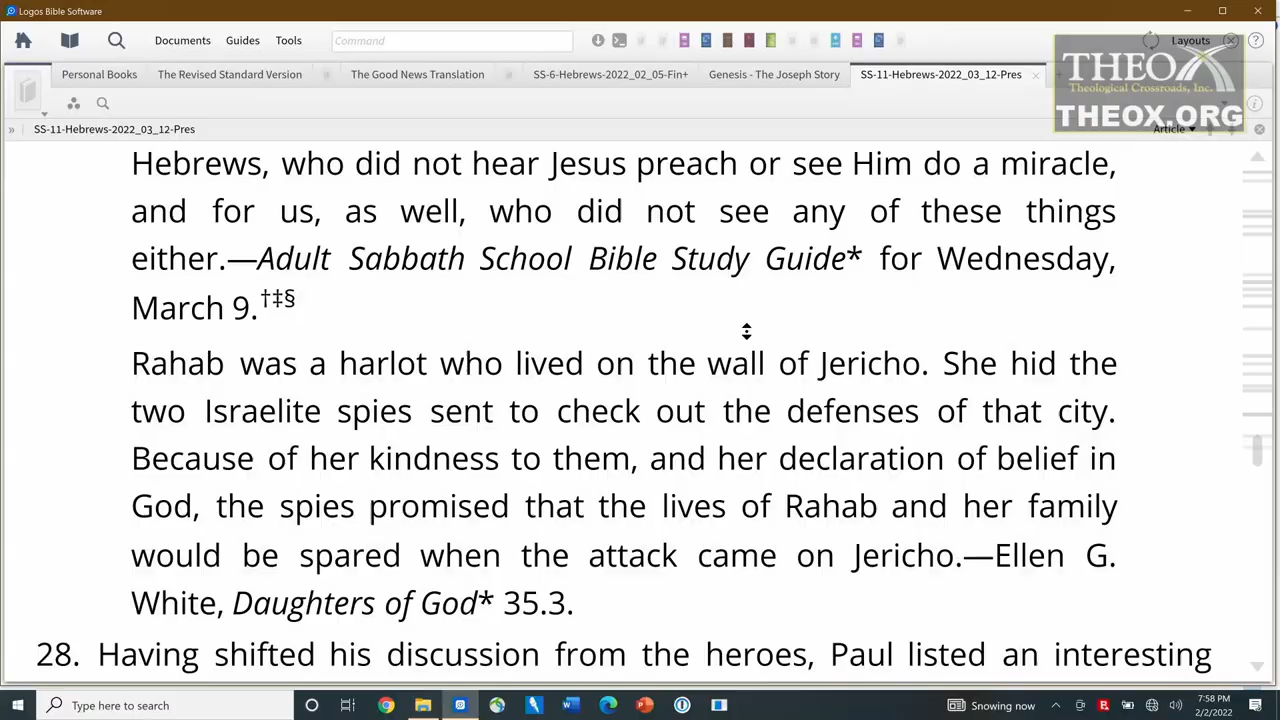 Logos Bible Software
Documents Guides Tools Command Layouts
THEOX
Theological Crossroads, Inc.
THEOX.ORG
Personal Books The Revised Standard Version The Good News Translation SS-6-Hebrews-2022_02_05-Fin+ Genesis - The Joseph Story SS-11-Hebrews-2022_03_12-Pres
SS-11-Hebrews-2022_03_12-Pres Article
Hebrews, who did not hear Jesus preach or see Him do a miracle,
and for us, as well, who did not see any of these things
either.—Adult Sabbath School Bible Study Guide* for Wednesday,
March 9.†‡§
Rahab was a harlot who lived on the wall of Jericho. She hid the
two Israelite spies sent to check out the defenses of that city.
Because of her kindness to them, and her declaration of belief in
God, the spies promised that the lives of Rahab and her family
would be spared when the attack came on Jericho.—Ellen G.
White, Daughters of God* 35.3.
28. Having shifted his discussion from the heroes, Paul listed an interesting
Type here to search
Snowing now
7:58 PM
2/2/2022